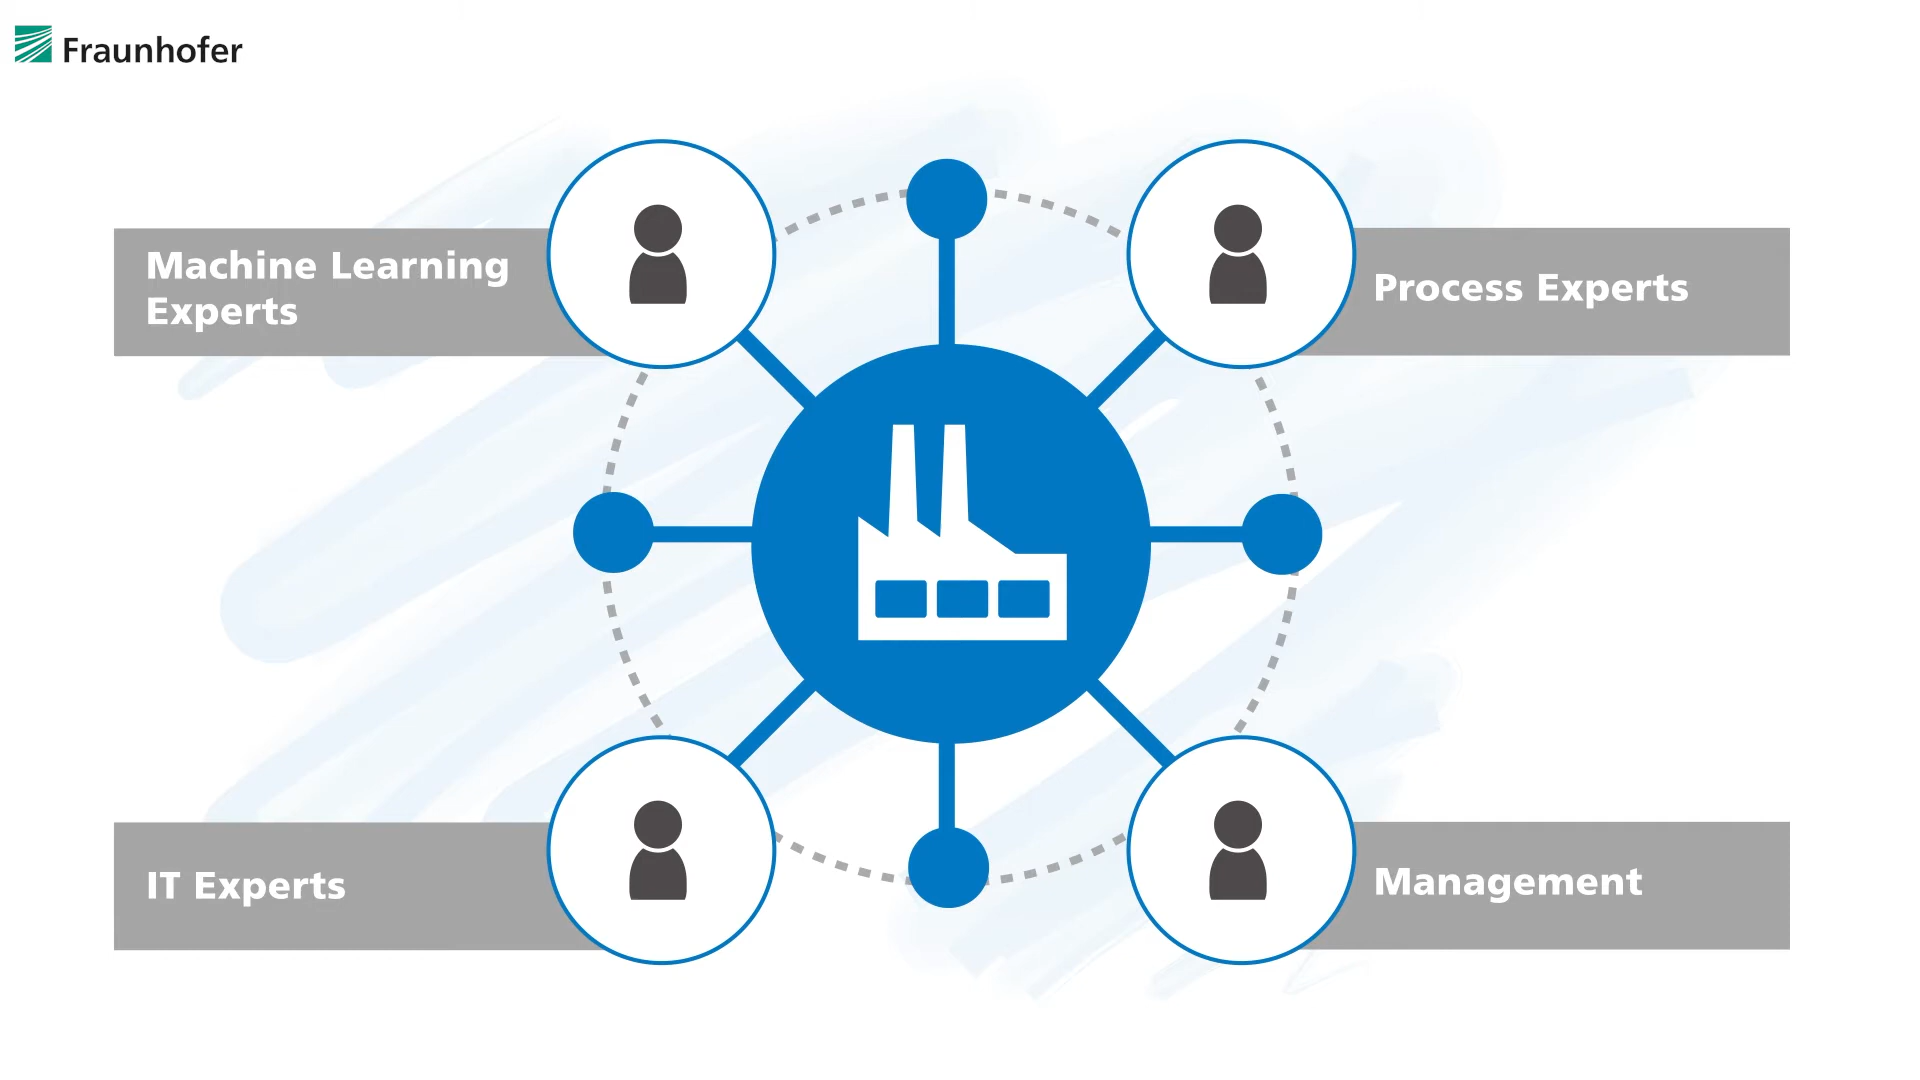 Fraunhofer
Machine Learning
Experts
Process Experts
IT Experts
Management